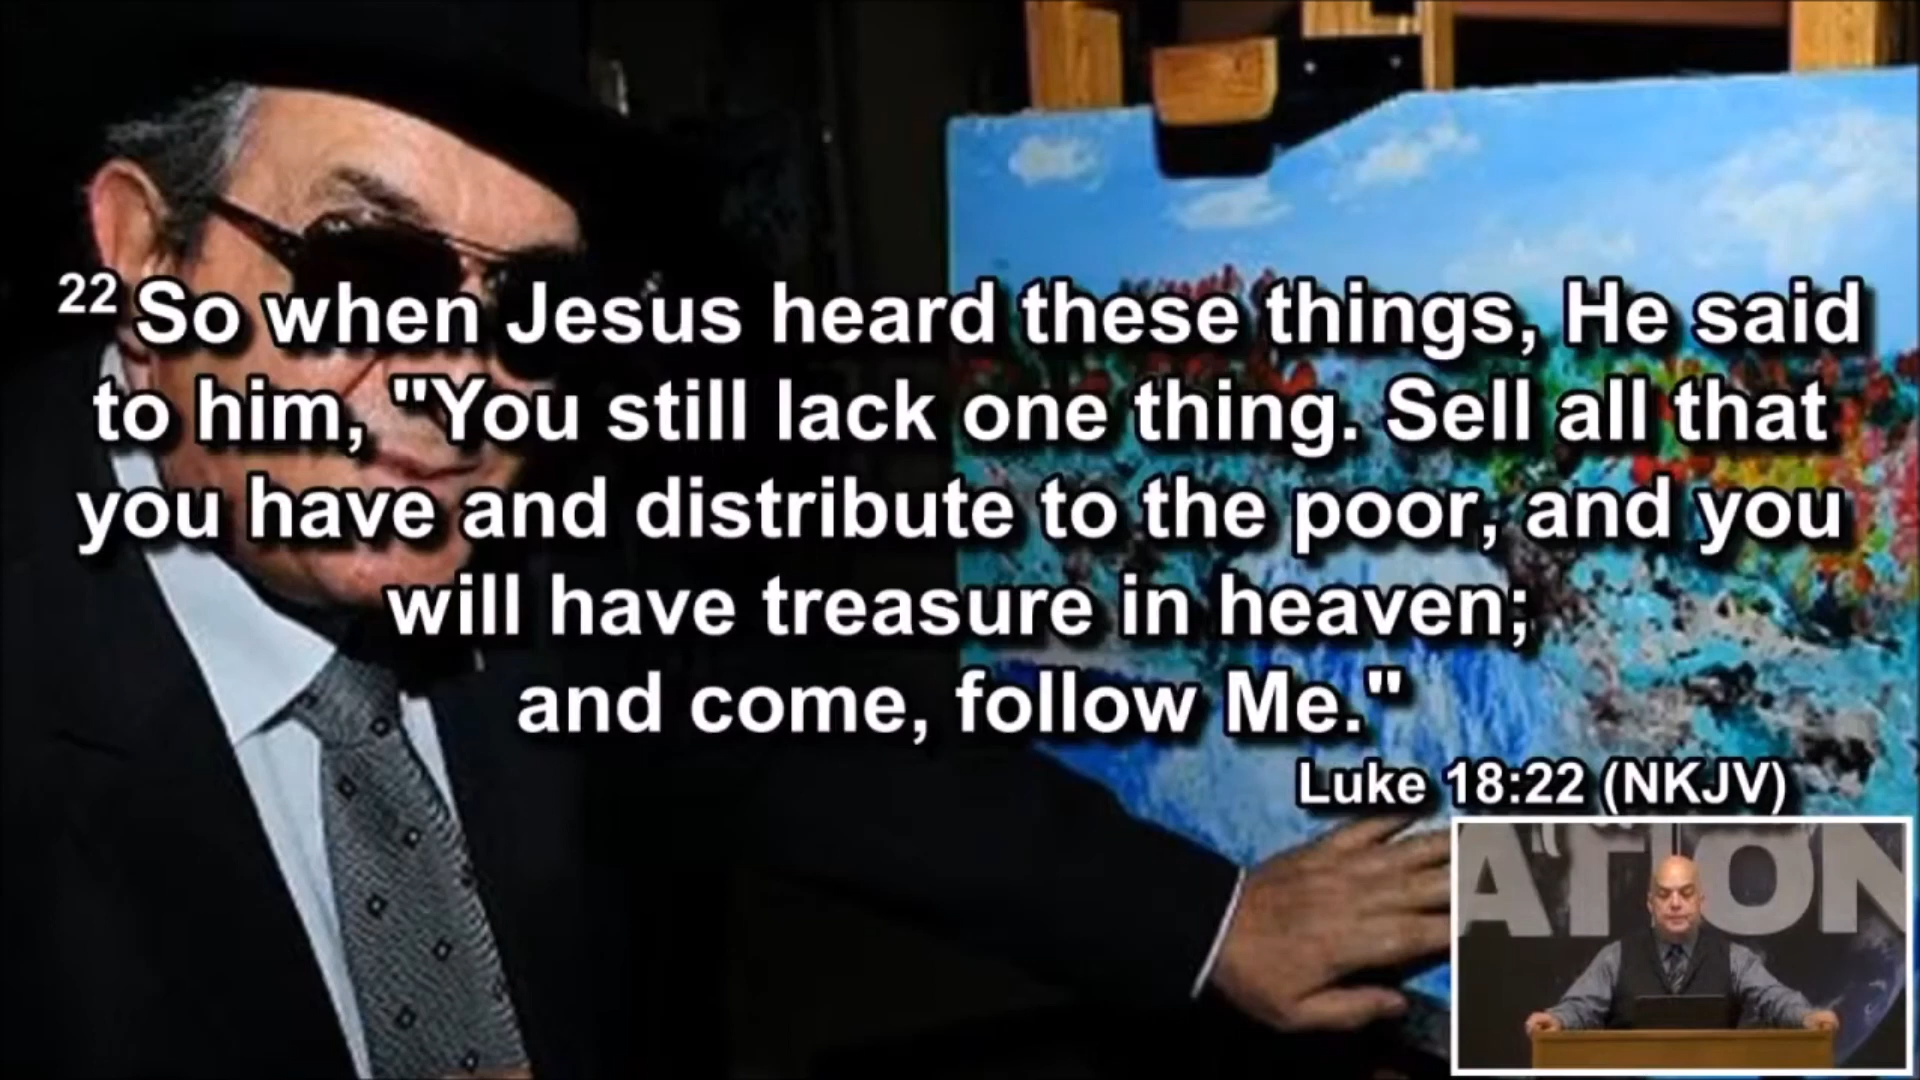 22 So when Jesus heard these things, He said
to him, "You still lack one thing. Sell all that
you have and distribute to the poor, and you
will have treasure in heaven;
and come, follow Me."
Luke 18:22 (NKJV)
ATION